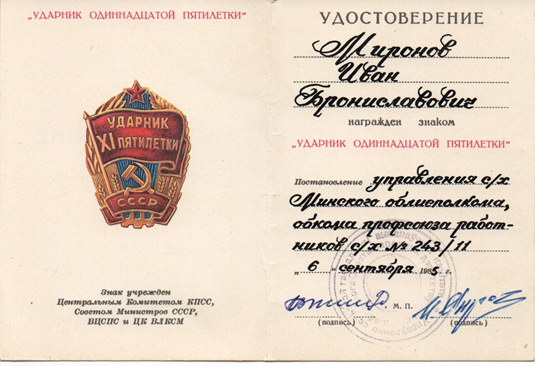 „УДАРНИК ОДИННАДЦАТОЙ ПЯТИЛЕТКИ"
УДАРНИК
XI ПЯТИЛЕТКИ
СССР
Знак учрежден
Центральным Комитетом КПСС,
Советом Министров СССР,
ВЦСПС и ЦК ВЛКСМ
УДОСТОВЕРЕНИЕ
Миронов
Иван
Брониславович
награжден знаком
„УДАРНИК ОДИННАДЦАТОЙ ПЯТИЛЕТКИ"
Постановление управления с/х
Минского облисполкома,
обкома профсоюза работ-
ников с/х № 243/11
„ 6 „ сентября 1985 г.
М. П.
(подпись) (подпись)